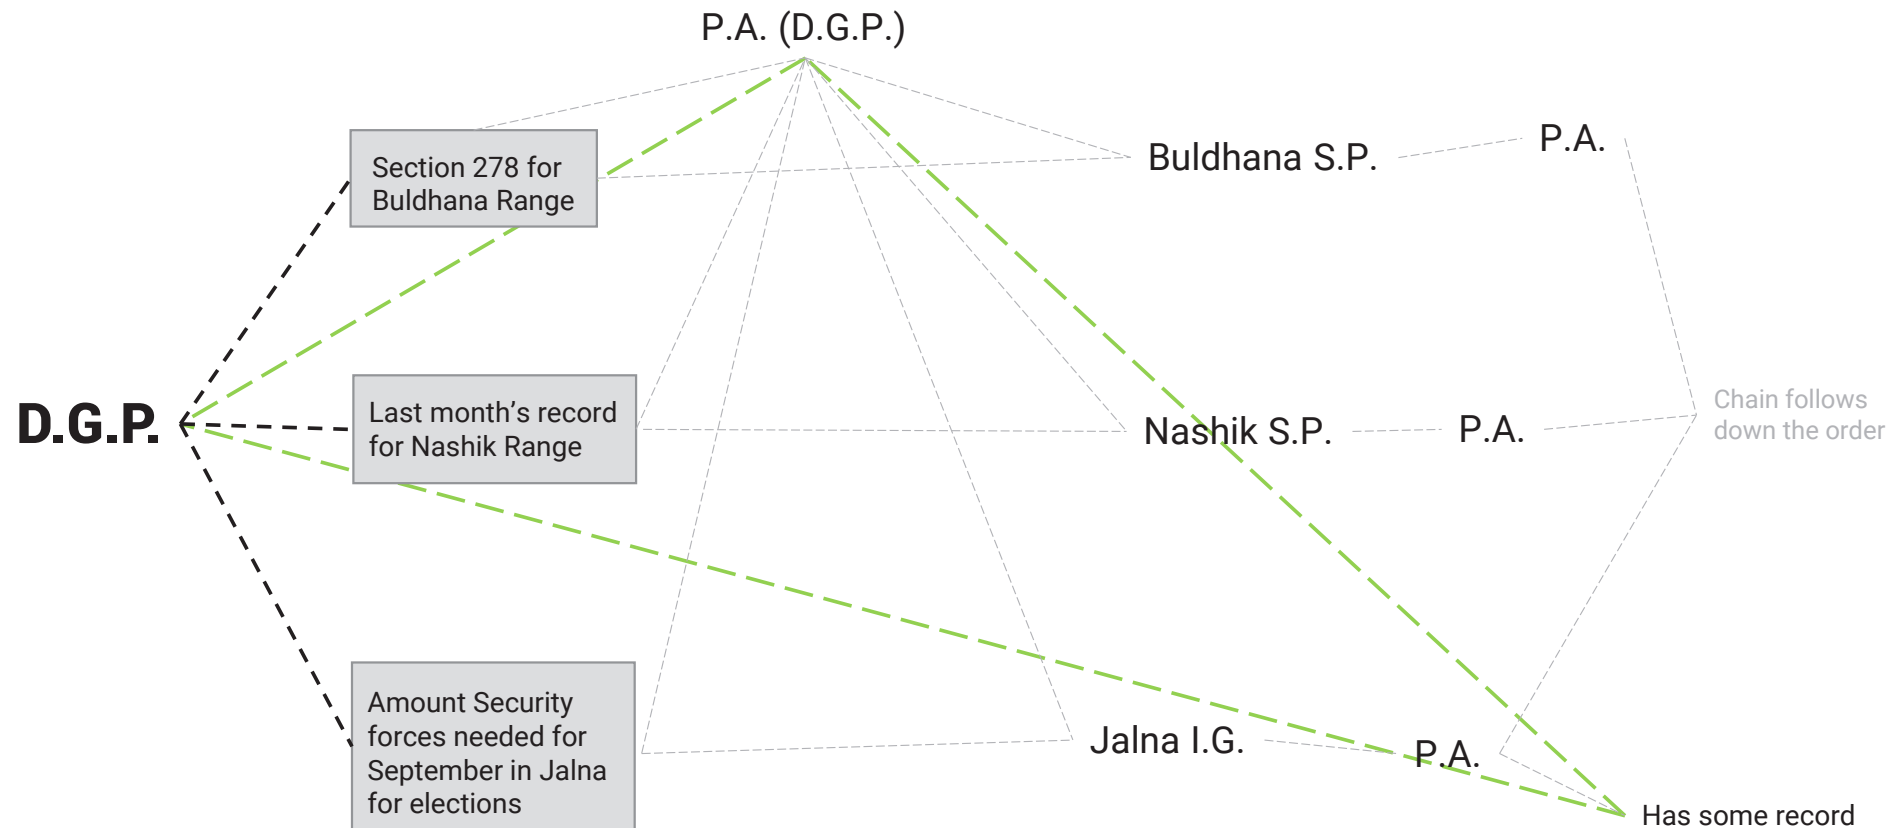 P.A. (D.G.P.)
Section 278 for
Buldhana Range
Buldhana S.P.
P.A.
D.G.P.
Last month's record
for Nashik Range
Nashik S.P.
P.A.
Chain follows
down the order
Amount Security
forces needed for
September in Jalna
for elections
Jalna I.G.
P.A.
Has some record